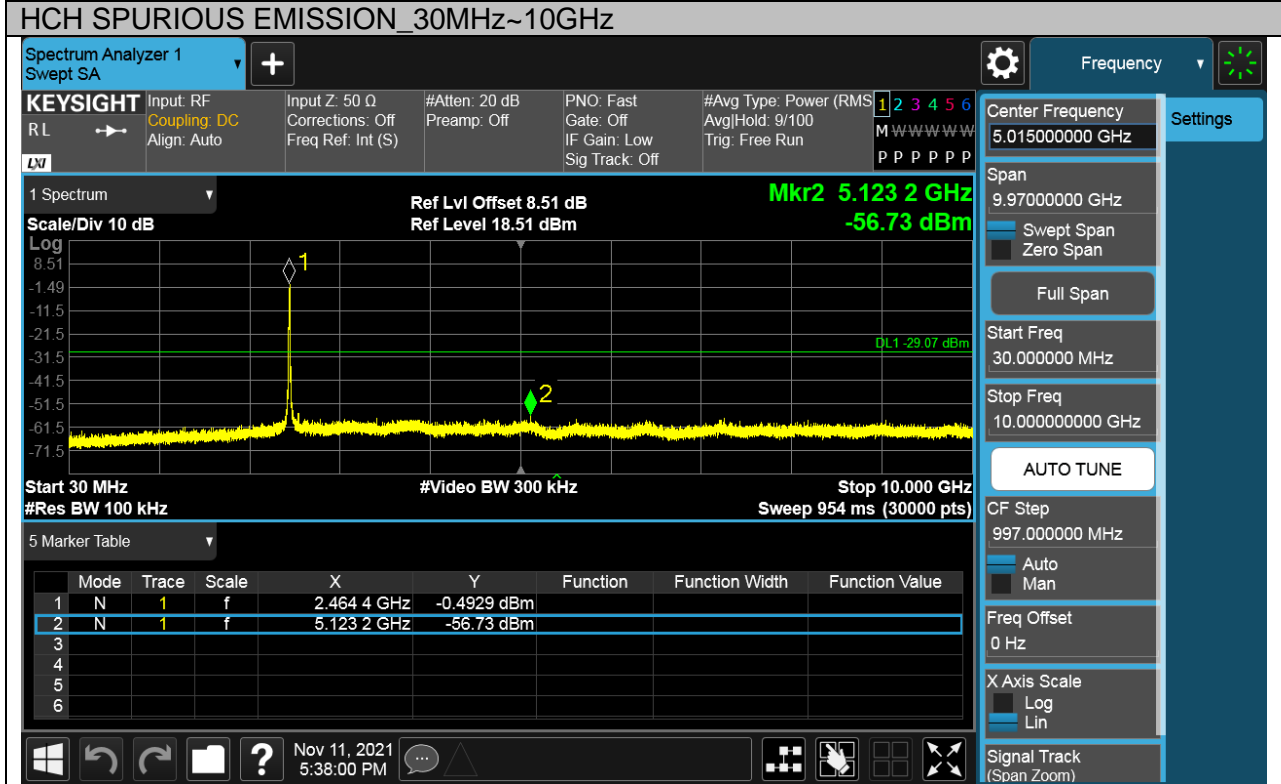 HCH SPURIOUS EMISSION_30MHz~10GHz
Spectrum Analyzer 1
Swept SA
Frequency
KEYSIGHT
RL
LXI
Input: RF
Coupling: DC
Align: Auto
Input Z: 50 Ω
Corrections: Off
Freq Ref: Int (S)
#Atten: 20 dB
Preamp: Off
PNO: Fast
Gate: Off
IF Gain: Low
Sig Track: Off
#Avg Type: Power (RMS
Avg|Hold: 9/100
Trig: Free Run
1 2 3 4 5 6
M W W W W W
P P P P P P
Settings
1 Spectrum
Scale/Div 10 dB
Ref Lvl Offset 8.51 dB
Ref Level 18.51 dBm
Mkr2 5.123 2 GHz
-56.73 dBm
Log
8.51
-1.49
-11.5
-21.5
-31.5
-41.5
-51.5
-61.5
-71.5
1
2
DL1 -29.07 dBm
Start 30 MHz
#Res BW 100 kHz
#Video BW 300 kHz
Stop 10.000 GHz
Sweep 954 ms (30000 pts)
5 Marker Table
Mode Trace Scale X Y Function Function Width Function Value
1 N 1 f 2.464 4 GHz -0.4929 dBm
2 N 1 f 5.123 2 GHz -56.73 dBm
3
4
5
6
Center Frequency
5.015000000 GHz
Span
9.97000000 GHz
Swept Span
Zero Span
Full Span
Start Freq
30.000000 MHz
Stop Freq
10.000000000 GHz
AUTO TUNE
CF Step
997.000000 MHz
Auto
Man
Freq Offset
0 Hz
X Axis Scale
Log
Lin
Signal Track
(Span Zoom)
Nov 11, 2021
5:38:00 PM